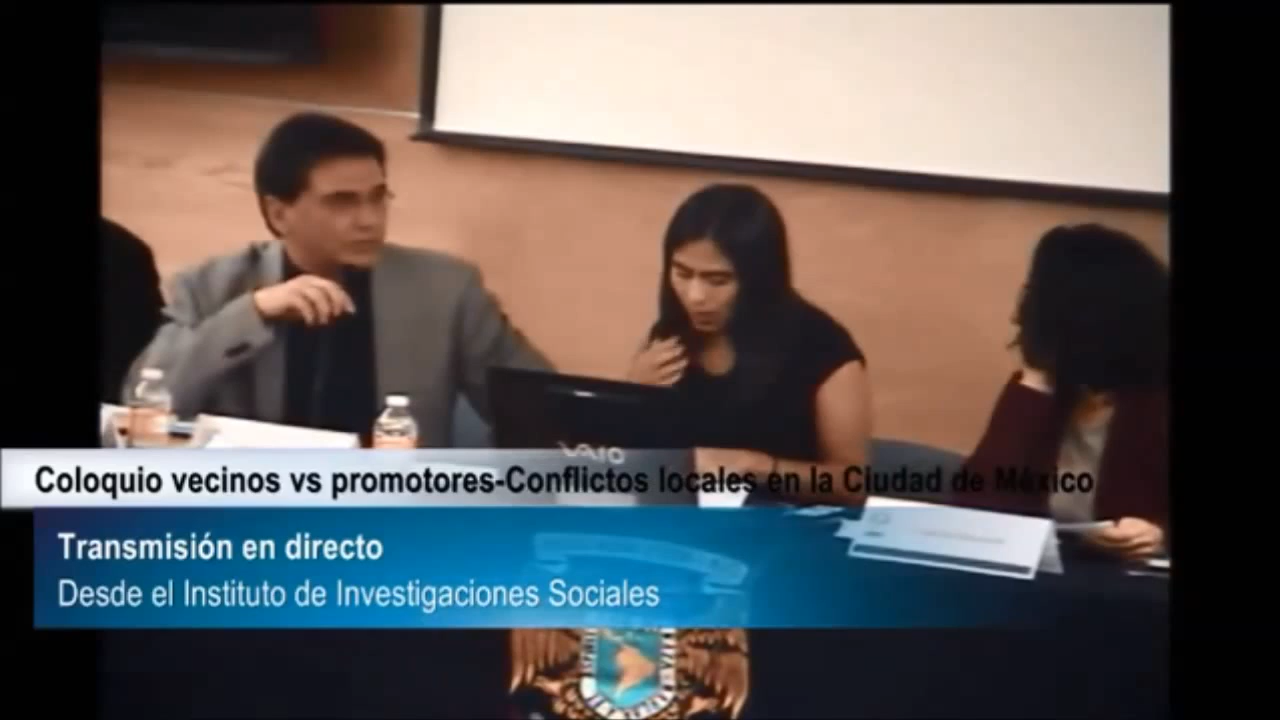 VAIO
Coloquio vecinos vs promotores-Conflictos locales en la Ciudad de México
Transmisión en directo
Desde el Instituto de Investigaciones Sociales